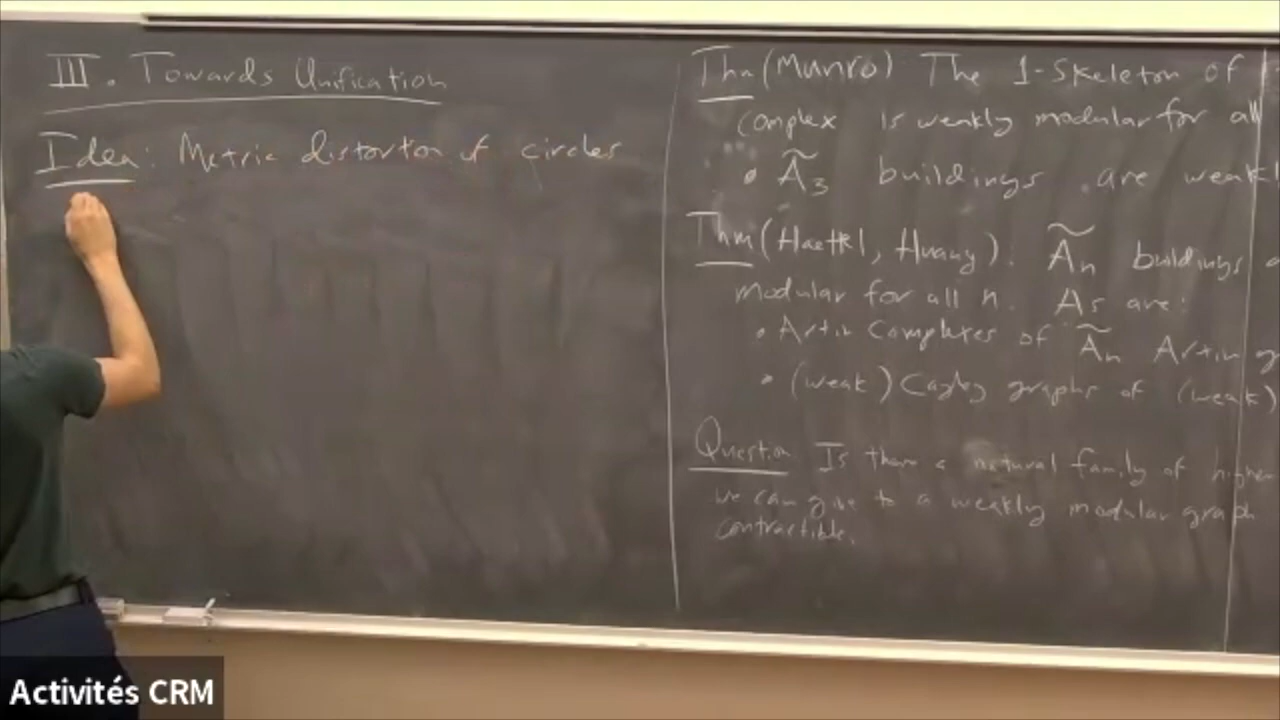 III. Towards Unification
Idea: Metric distorton of circles
Thm (Munro) The 1-Skeleton of
Complex is weakly modular for all
• Ã₃ buildings are weakl
Thm (Haettel, Huang). Ãₙ buildings
modular for all n. As are:
• Artin Complexes of Ãₙ Artin g
• (weak) Cayley graphs of (weak)
Question Is there a natural family of higher
we can give to a weakly modular graph
contractible.
Activités CRM